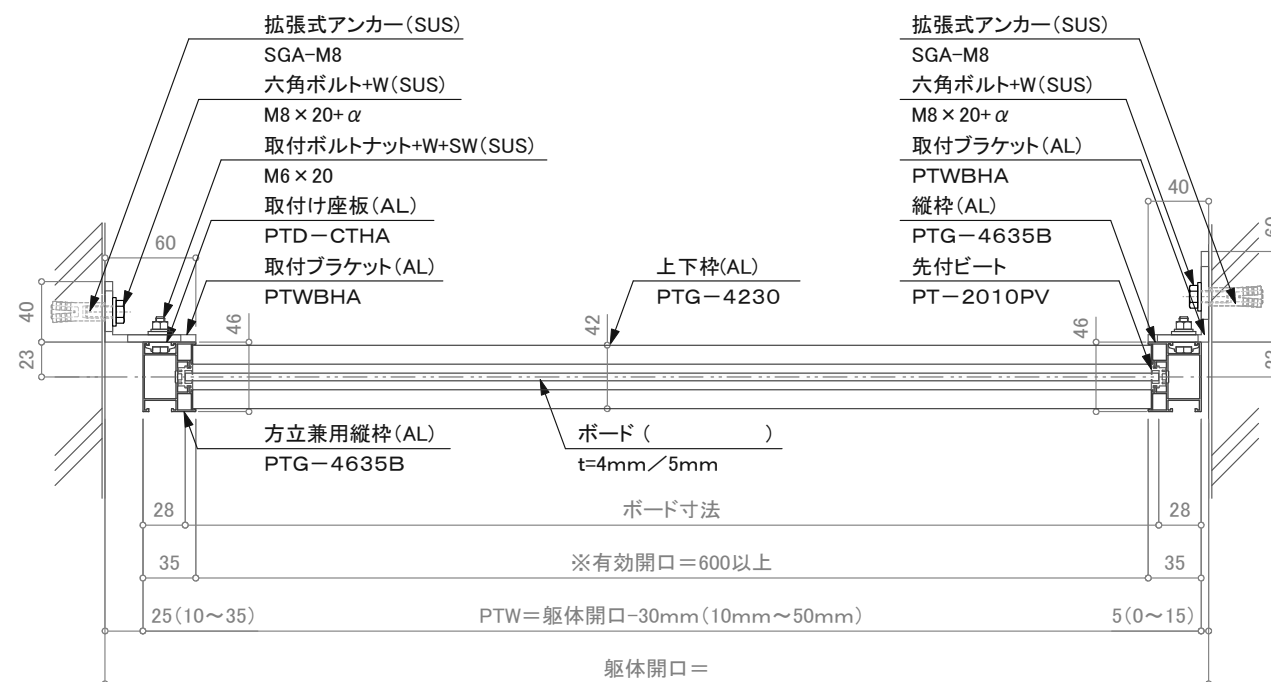 拡張式アンカー(SUS)
SGA-M8
六角ボルト+W(SUS)
M8×20+α
取付ボルトナット+W+SW(SUS)
M6×20
取付け座板(AL)
PTD-CTHA
取付ブラケット(AL)
PTWBHA
拡張式アンカー(SUS)
SGA-M8
六角ボルト+W(SUS)
M8×20+α
取付ブラケット(AL)
PTWBHA
縦枠(AL)
PTG-4635B
先付ビート
PT-2010PV
上下枠(AL)
PTG-4230
60
40
40
23
46
42
46
方立兼用縦枠(AL)
PTG-4635B
ボード (　　　　)
t=4mm/5mm
28
ボード寸法
28
35
※有効開口=600以上
35
25(10~35)
PTW=躯体開口-30mm(10mm~50mm)
5(0~15)
躯体開口=